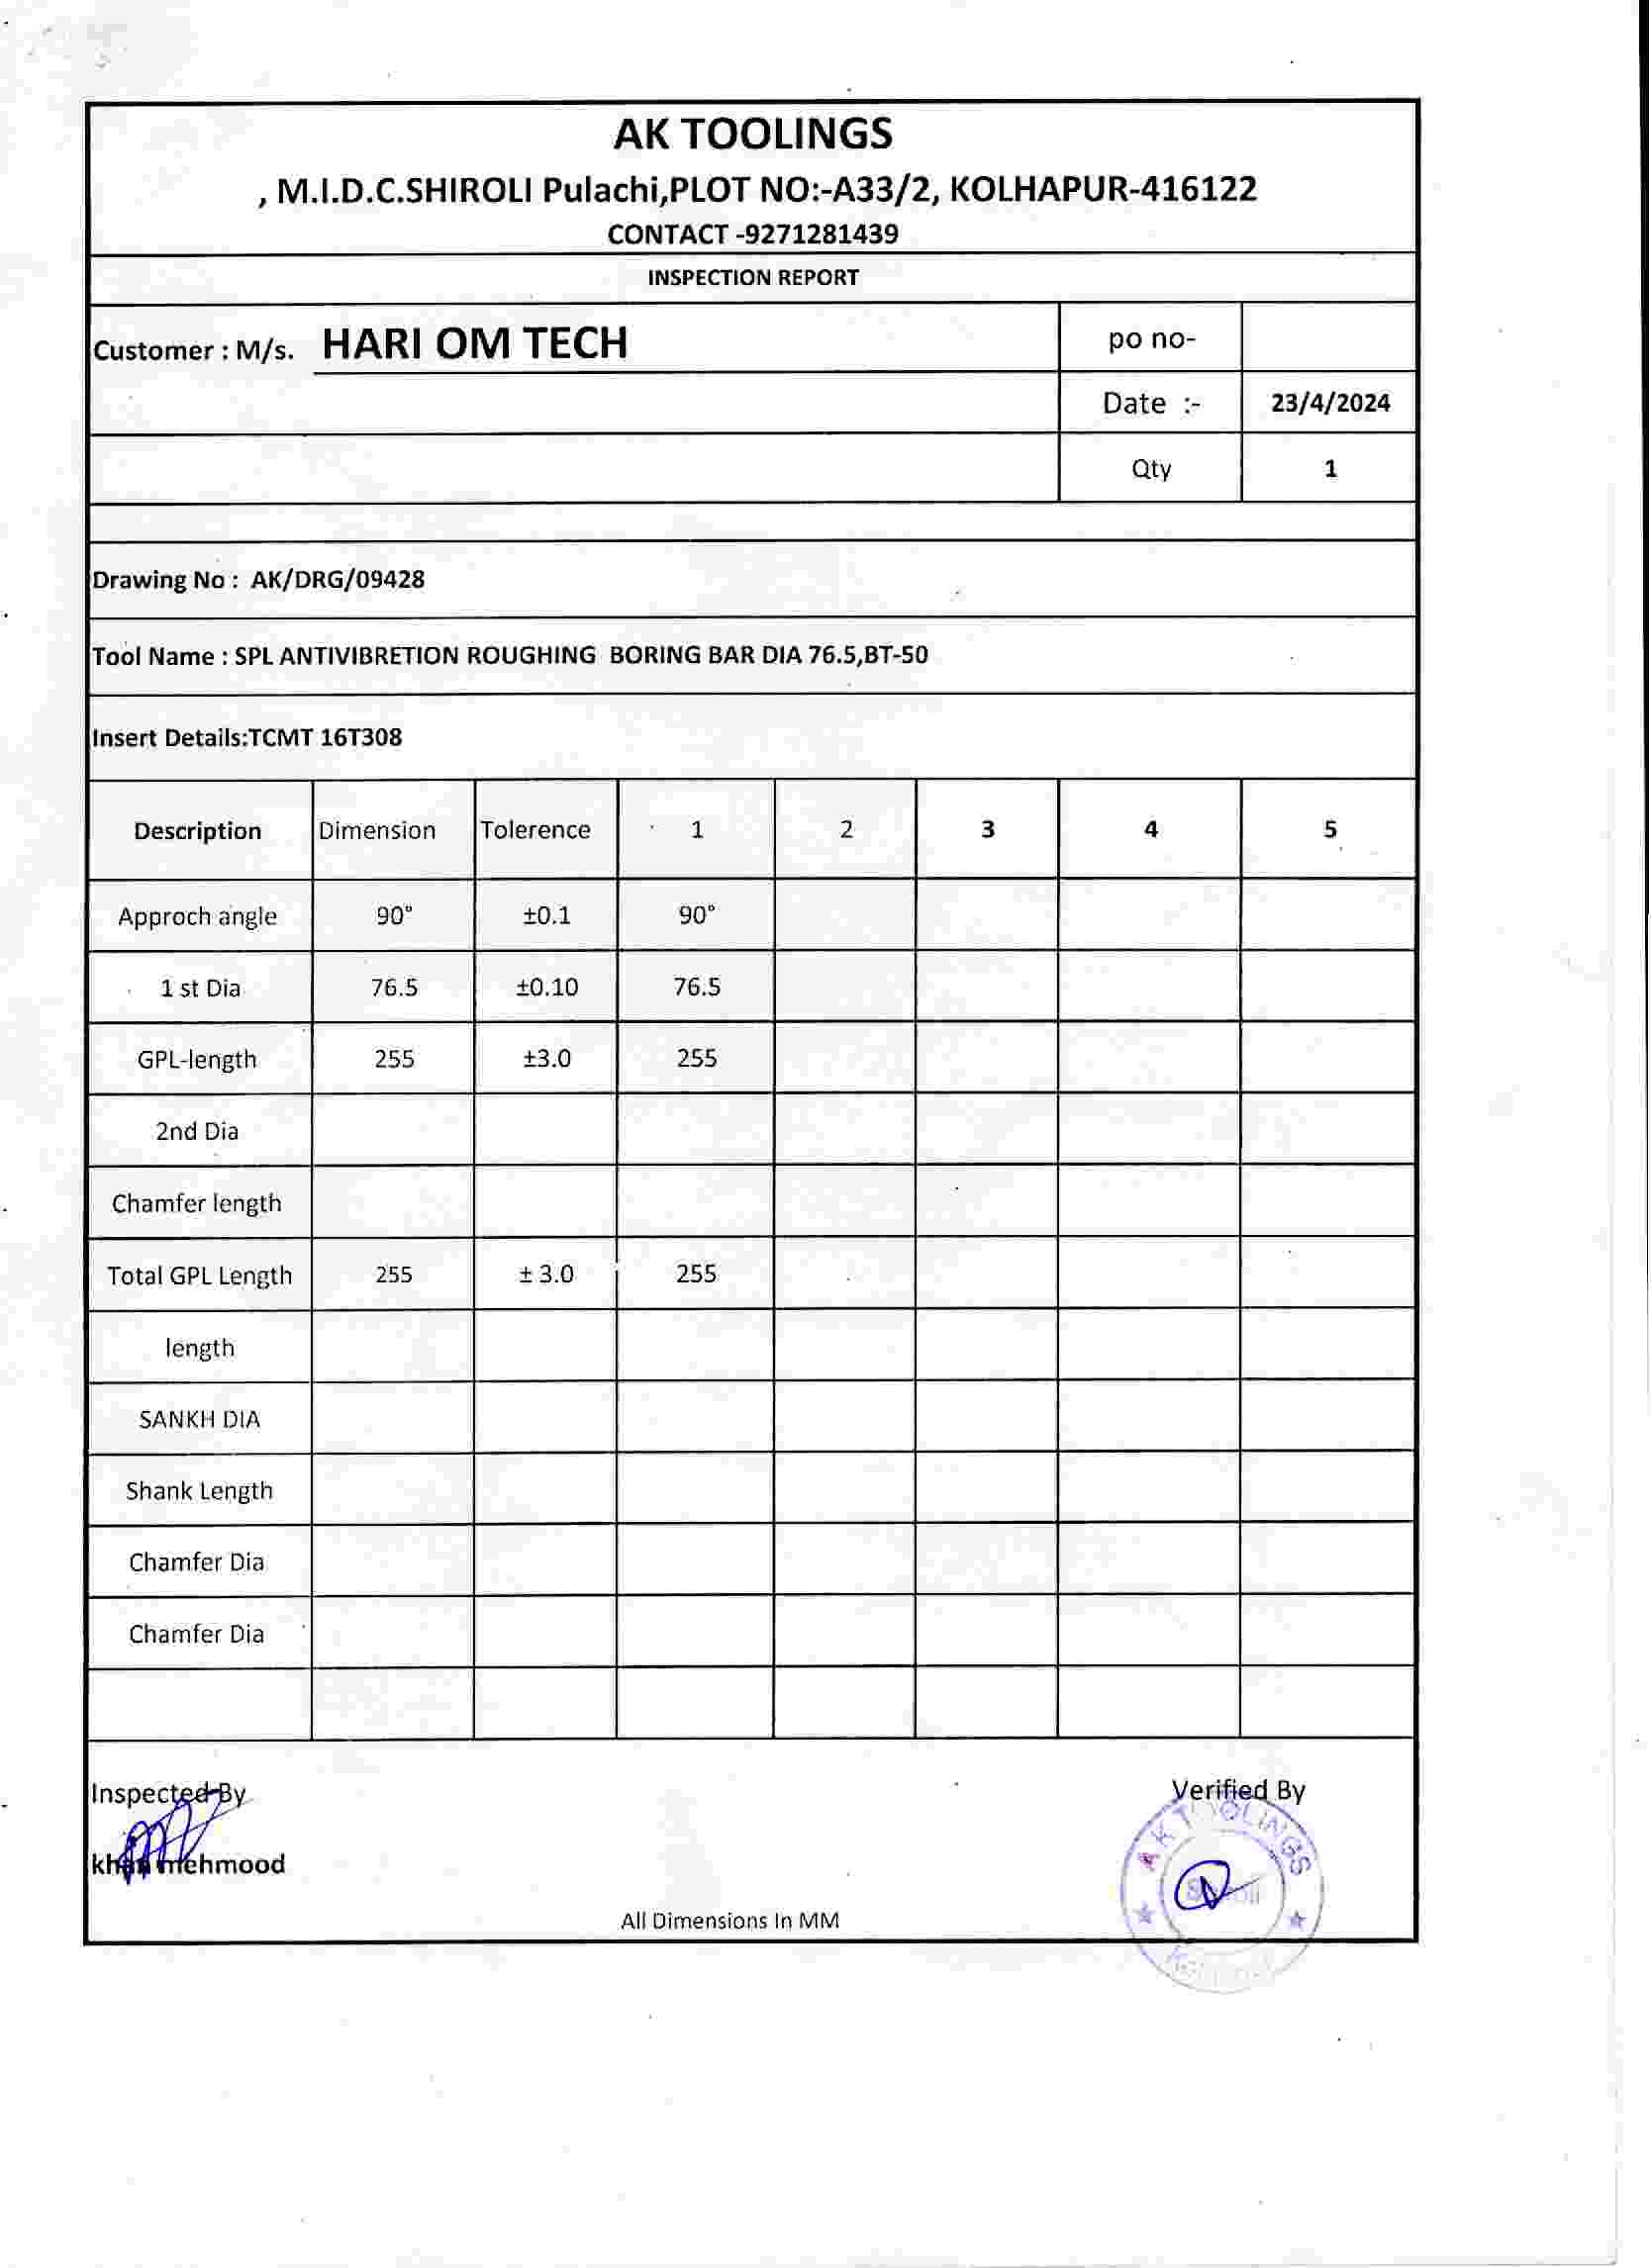 AK TOOLINGS
, M.I.D.C.SHIROLI Pulachi,PLOT NO:-A33/2, KOLHAPUR-416122
CONTACT -9271281439
INSPECTION REPORT
Customer : M/s. HARI OM TECH
po no-
Date :- 23/4/2024
Qty 1
Drawing No : AK/DRG/09428
Tool Name : SPL ANTIVIBRETION ROUGHING BORING BAR DIA 76.5,BT-50
Insert Details:TCMT 16T308
Description Dimension Tolerence 1 2 3 4 5
Approch angle 90° ±0.1 90°
1 st Dia 76.5 ±0.10 76.5
GPL-length 255 ±3.0 255
2nd Dia
Chamfer length
Total GPL Length 255 ± 3.0 255
length
SANKH DIA
Shank Length
Chamfer Dia
Chamfer Dia
Inspected By Verified By
khan mehmood
AK TOOLINGS
All Dimensions In MM